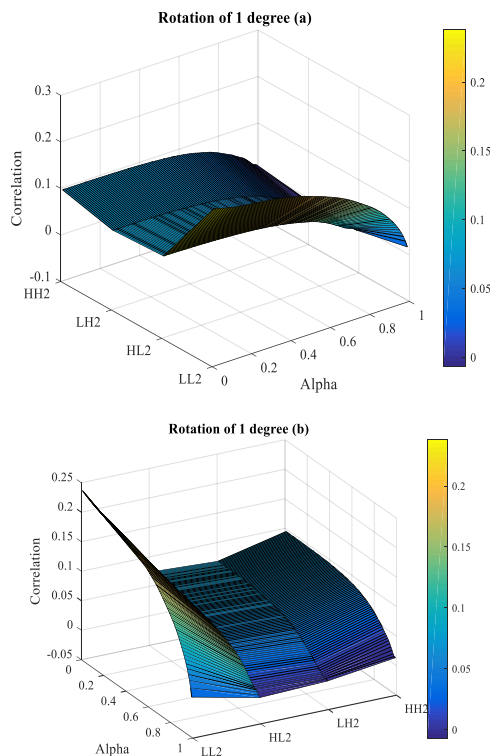 Rotation of 1 degree (a)
0.3
0.2
0.1
0
-0.1
Correlation
HH2
LH2
HL2
LL2
0
0.2
0.4
0.6
0.8
1
Alpha
0.2
0.15
0.1
0.05
0
Rotation of 1 degree (b)
0.25
0.2
0.15
0.1
0.05
0
-0.05
Correlation
0
0.2
0.4
0.6
0.8
1
Alpha
LL2
HL2
LH2
HH2
0.2
0.15
0.1
0.05
0